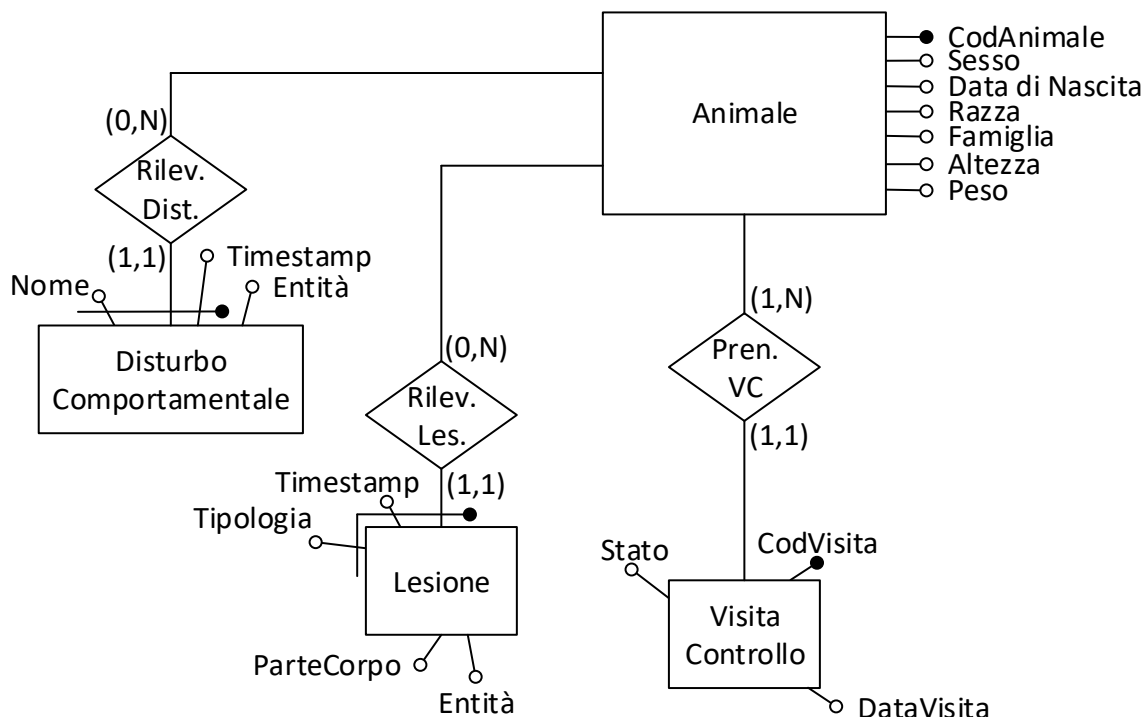 CodAnimale
Sesso
Data di Nascita
Razza
Famiglia
Altezza
Peso
Animale
(0,N)
Rilev.
Dist.
(1,1)
Timestamp
Entità
Nome
Disturbo
Comportamentale
(0,N)
Rilev.
Les.
(1,1)
Timestamp
Tipologia
Lesione
ParteCorpo
Entità
(1,N)
Pren.
VC
(1,1)
CodVisita
Stato
Visita
Controllo
DataVisita